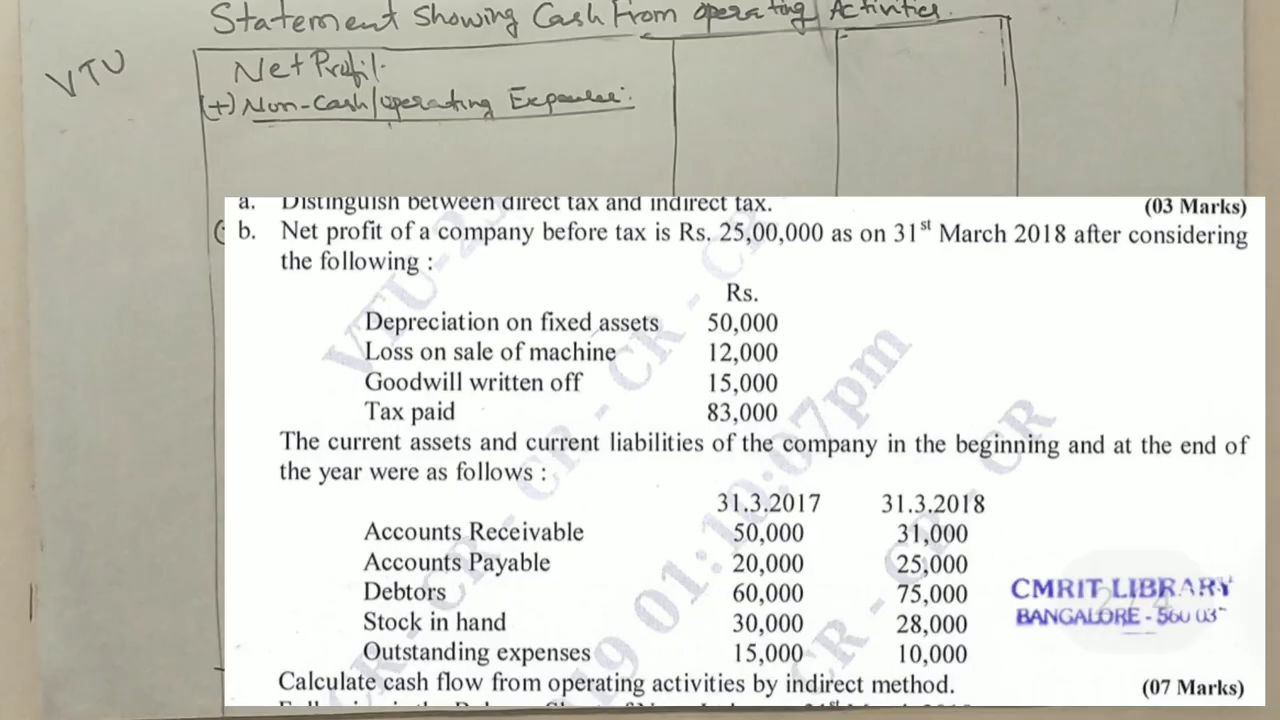 Statement Showing Cash From operating Activities.
VTU
Net Profit.
(+) Non-Cash/operating Expenses:
a. Distinguish between direct tax and indirect tax. (03 Marks)
b. Net profit of a company before tax is Rs. 25,00,000 as on 31st March 2018 after considering
the following :
Rs.
Depreciation on fixed assets 50,000
Loss on sale of machine 12,000
Goodwill written off 15,000
Tax paid 83,000
The current assets and current liabilities of the company in the beginning and at the end of
the year were as follows :
31.3.2017 31.3.2018
Accounts Receivable 50,000 31,000
Accounts Payable 20,000 25,000
Debtors 60,000 75,000
Stock in hand 30,000 28,000
Outstanding expenses 15,000 10,000
CMRIT LIBRARY
BANGALORE - 560 03
Calculate cash flow from operating activities by indirect method. (07 Marks)